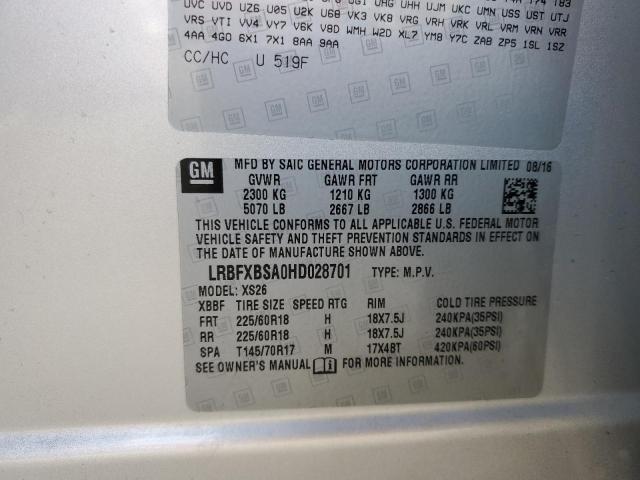 UVC UVD UZ6 U05 U2K U68 VK3 VK8 VRG VRH VRK VRL VRM VRN VRR
VRS VTI VV4 VY7 V6K V8D WMH W2D XL7 YM8 Y7C ZAB ZP5 1SL 1SZ
4AA 4G0 6X1 7X1 8AA 9AA
CC/HC U 519F
GM MFD BY SAIC GENERAL MOTORS CORPORATION LIMITED 08/16
GVWR GAWR FRT GAWR RR
2300 KG 1210 KG 1300 KG
5070 LB 2667 LB 2866 LB
THIS VEHICLE CONFORMS TO ALL APPLICABLE U.S. FEDERAL MOTOR
VEHICLE SAFETY AND THEFT PREVENTION STANDARDS IN EFFECT ON
THE DATE OF MANUFACTURE SHOWN ABOVE.
LRBFXBSA0HD028701 TYPE: M.P.V.
MODEL: XS26
XBBF TIRE SIZE SPEED RTG RIM COLD TIRE PRESSURE
FRT 225/60R18 H 18X7.5J 240KPA(35PSI)
RR 225/60R18 H 18X7.5J 240KPA(35PSI)
SPA T145/70R17 M 17X4BT 420KPA(60PSI)
SEE OWNER'S MANUAL FOR MORE INFORMATION